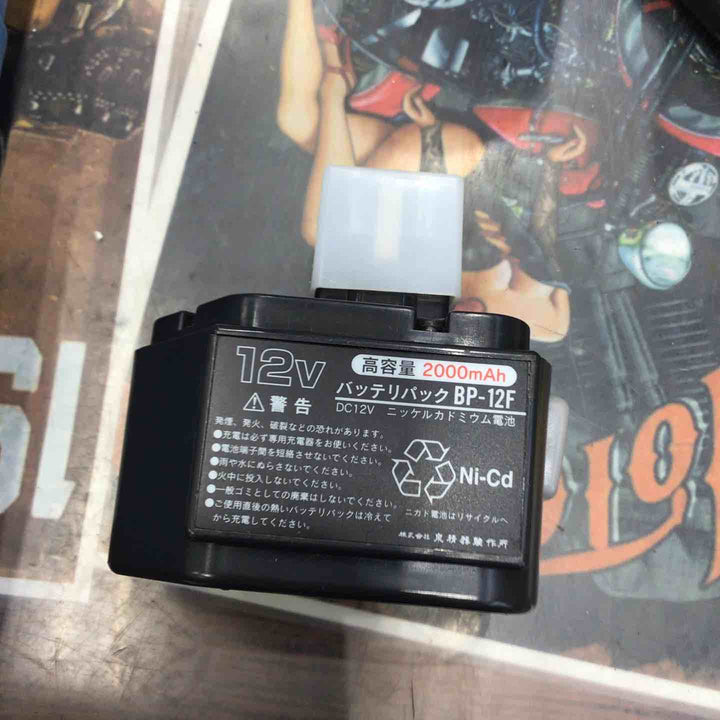 12V
高容量 2000mAh
バッテリパック BP-12F
DC12V ニッケルカドミウム電池
警告
発煙、発火、破裂などの恐れがあります。
●充電は必ず専用充電器をお使いください。
●電池端子間を短絡させないでください。
●雨や水にぬらさないでください。
●火中に投入しないでください。
●一般ゴミとしての廃棄はしないでください。
●ご使用直後の熱いバッテリパックは冷えて
から充電してください。
Ni-Cd
ニカド電池はリサイクルへ
株式会社 泉精器製作所